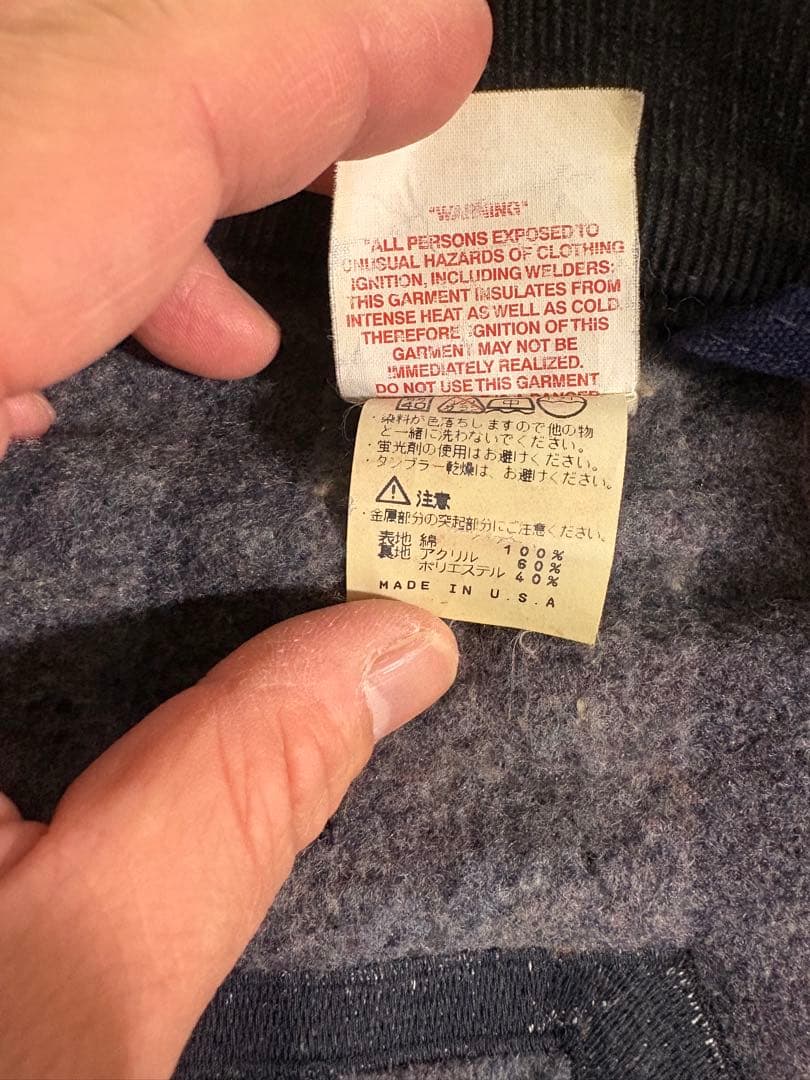 "WARNING"
"ALL PERSONS EXPOSED TO
UNUSUAL HAZARDS OF CLOTHING
IGNITION, INCLUDING WELDERS:
THIS GARMENT INSULATES FROM
INTENSE HEAT AS WELL AS COLD.
THEREFORE IGNITION OF THIS
GARMENT MAY NOT BE
IMMEDIATELY REALIZED.
DO NOT USE THIS GARMENT
40
・染料が色落ちしますので他の物
と一緒に洗わないでください。
・蛍光剤の使用はお避けください。
・タンブラー乾燥は、お避けください。
注意
・金属部分の突起部分にご注意ください。
表地 綿 100%
裏地 アクリル 60%
ポリエステル 40%
MADE IN U.S.A